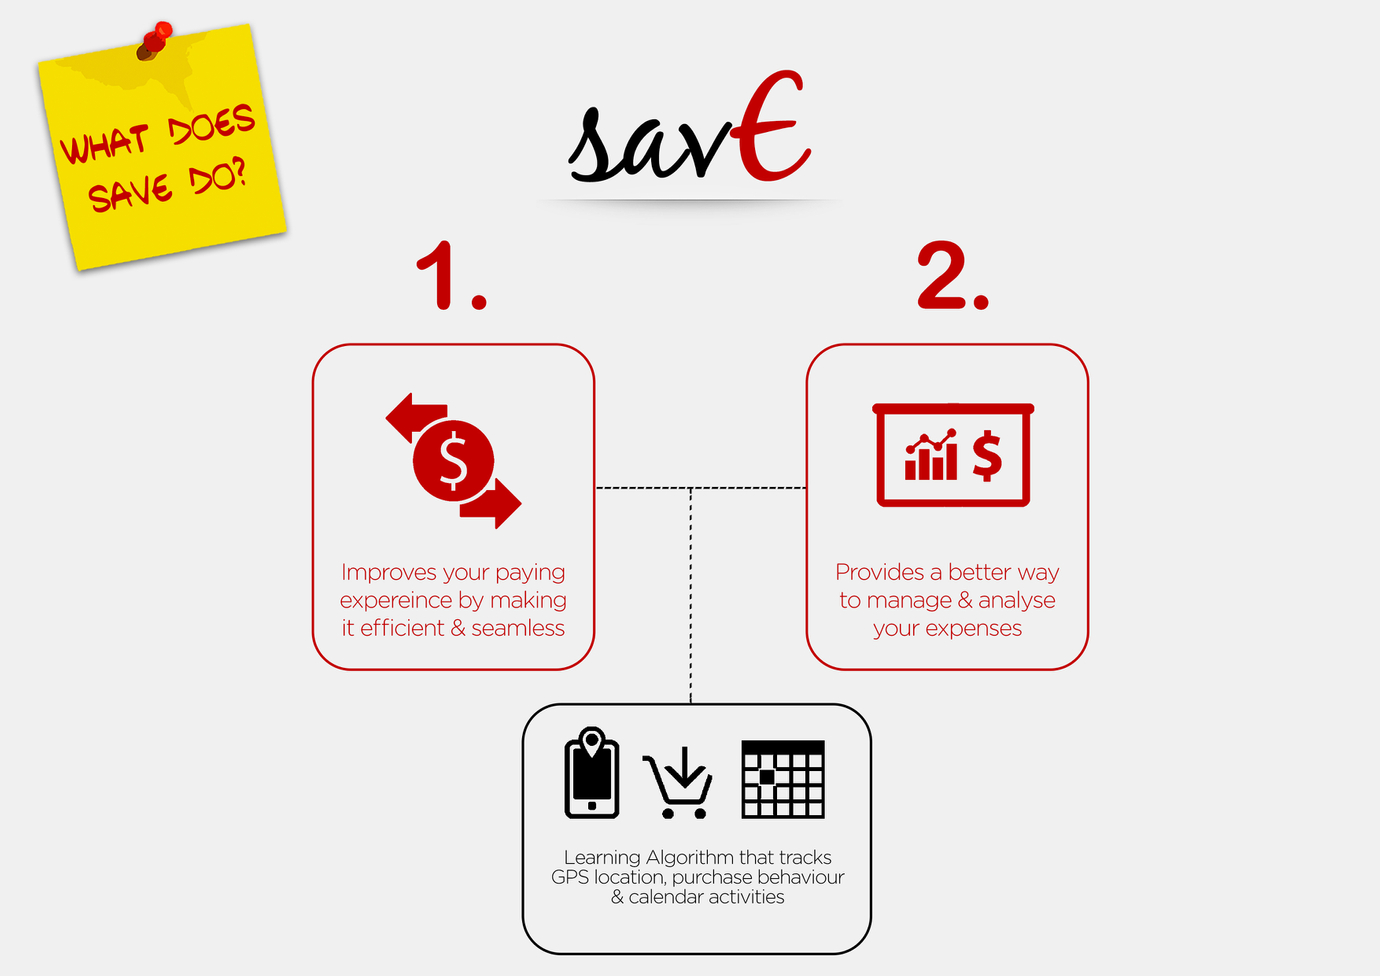 WHAT DOES
SAVE DO?
savE
1.
2.
$
$
Improves your paying
expereince by making
it efficient & seamless
Provides a better way
to manage & analyse
your expenses
Learning Algorithm that tracks
GPS location, purchase behaviour
& calendar activities